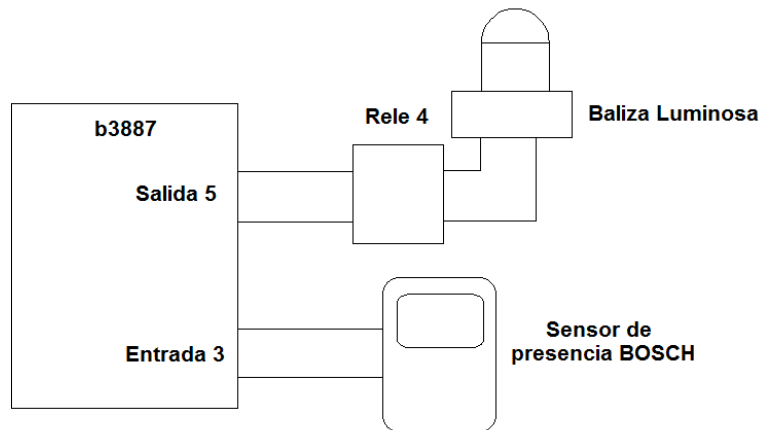 b3887
Rele 4
Baliza Luminosa
Salida 5
Entrada 3
Sensor de
presencia BOSCH